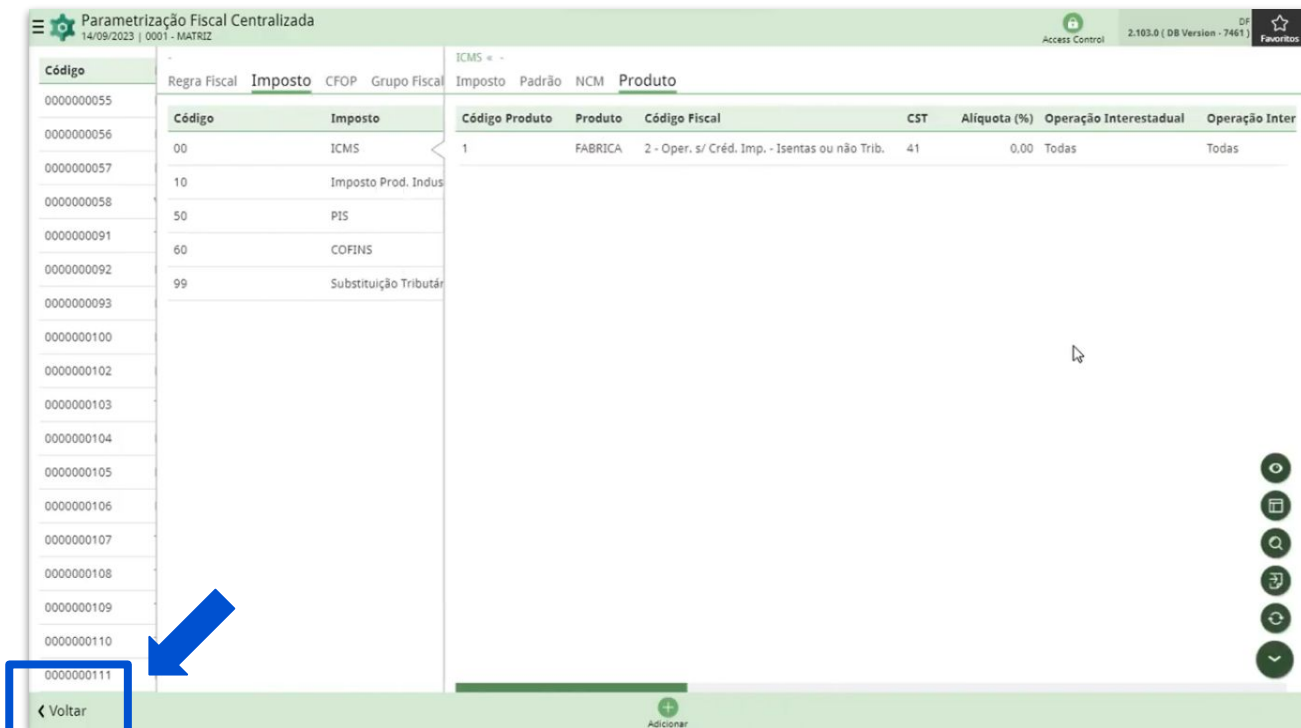 Parametrização Fiscal Centralizada
14/09/2023 | 0001 - MATRIZ
Access Control
DF
2.103.0 ( DB Version - 7461 )
Favoritos
Código
0000000055
0000000056
0000000057
0000000058
0000000091
0000000092
0000000093
0000000100
0000000102
0000000103
0000000104
0000000105
0000000106
0000000107
0000000108
0000000109
0000000110
0000000111
-
Regra Fiscal Imposto CFOP Grupo Fiscal
Código Imposto
00 ICMS
10 Imposto Prod. Indus
50 PIS
60 COFINS
99 Substituição Tributár
ICMS « -
Imposto Padrão NCM Produto
Código Produto Produto Código Fiscal CST Alíquota (%) Operação Interestadual Operação Inter
1 FABRICA 2 - Oper. s/ Créd. Imp. - Isentas ou não Trib. 41 0,00 Todas Todas
Voltar
Adicionar